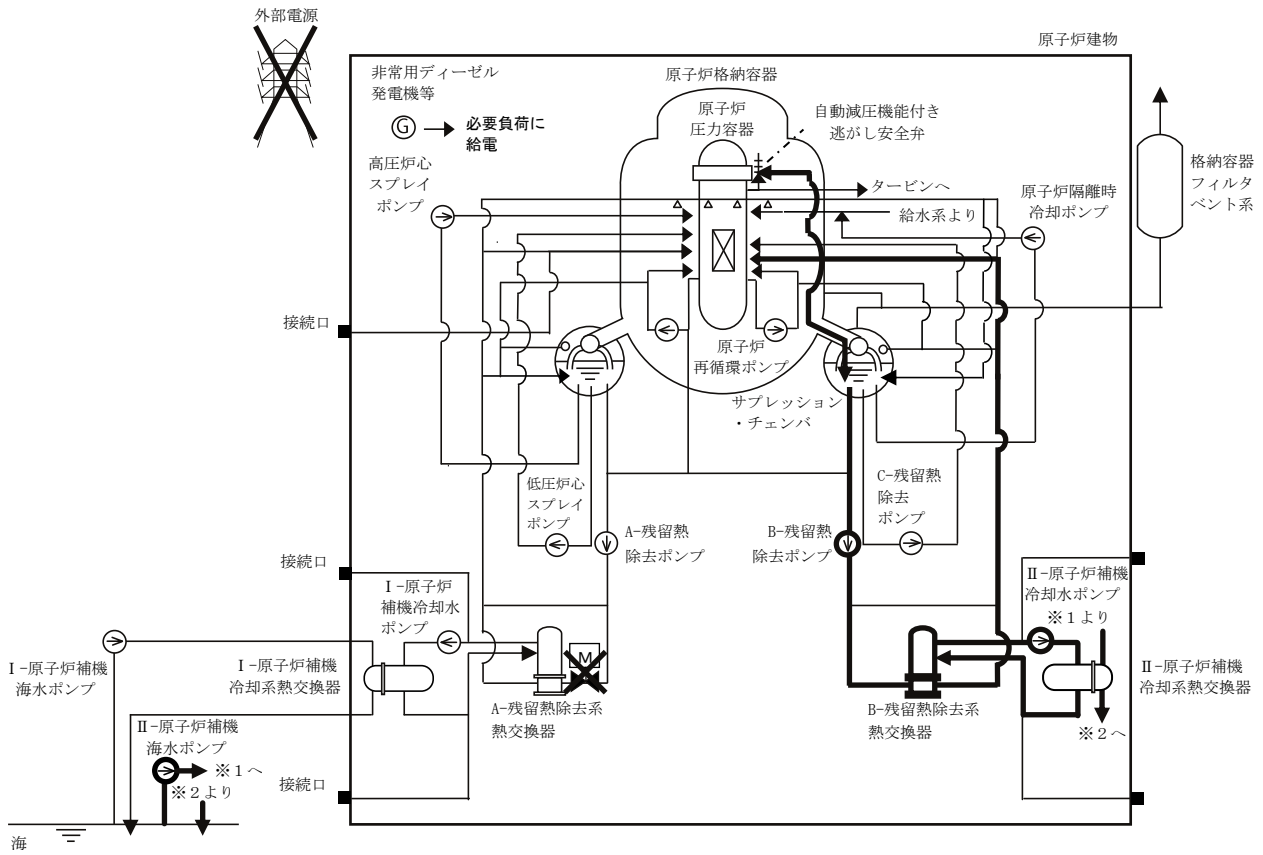 外部電源
原子炉建物
非常用ディーゼル
発電機等
G
必要負荷に
給電
原子炉格納容器
原子炉
圧力容器
自動減圧機能付き
逃がし安全弁
高圧炉心
スプレイ
ポンプ
タービンへ
給水系より
原子炉隔離時
冷却ポンプ
格納容器
フィルタ
ベント系
接続口
原子炉
再循環ポンプ
サプレッション
・チェンバ
低圧炉心
スプレイ
ポンプ
A-残留熱
除去ポンプ
B-残留熱
除去ポンプ
C-残留熱
除去
ポンプ
接続口
Ⅰ-原子炉
補機冷却水
ポンプ
Ⅱ-原子炉補機
冷却水ポンプ
※1より
Ⅰ-原子炉補機
海水ポンプ
Ⅰ-原子炉補機
冷却系熱交換器
M
A-残留熱除去系
熱交換器
B-残留熱除去系
熱交換器
Ⅱ-原子炉補機
冷却系熱交換器
※2へ
Ⅱ-原子炉補機
海水ポンプ
※1へ
※2より
接続口
海